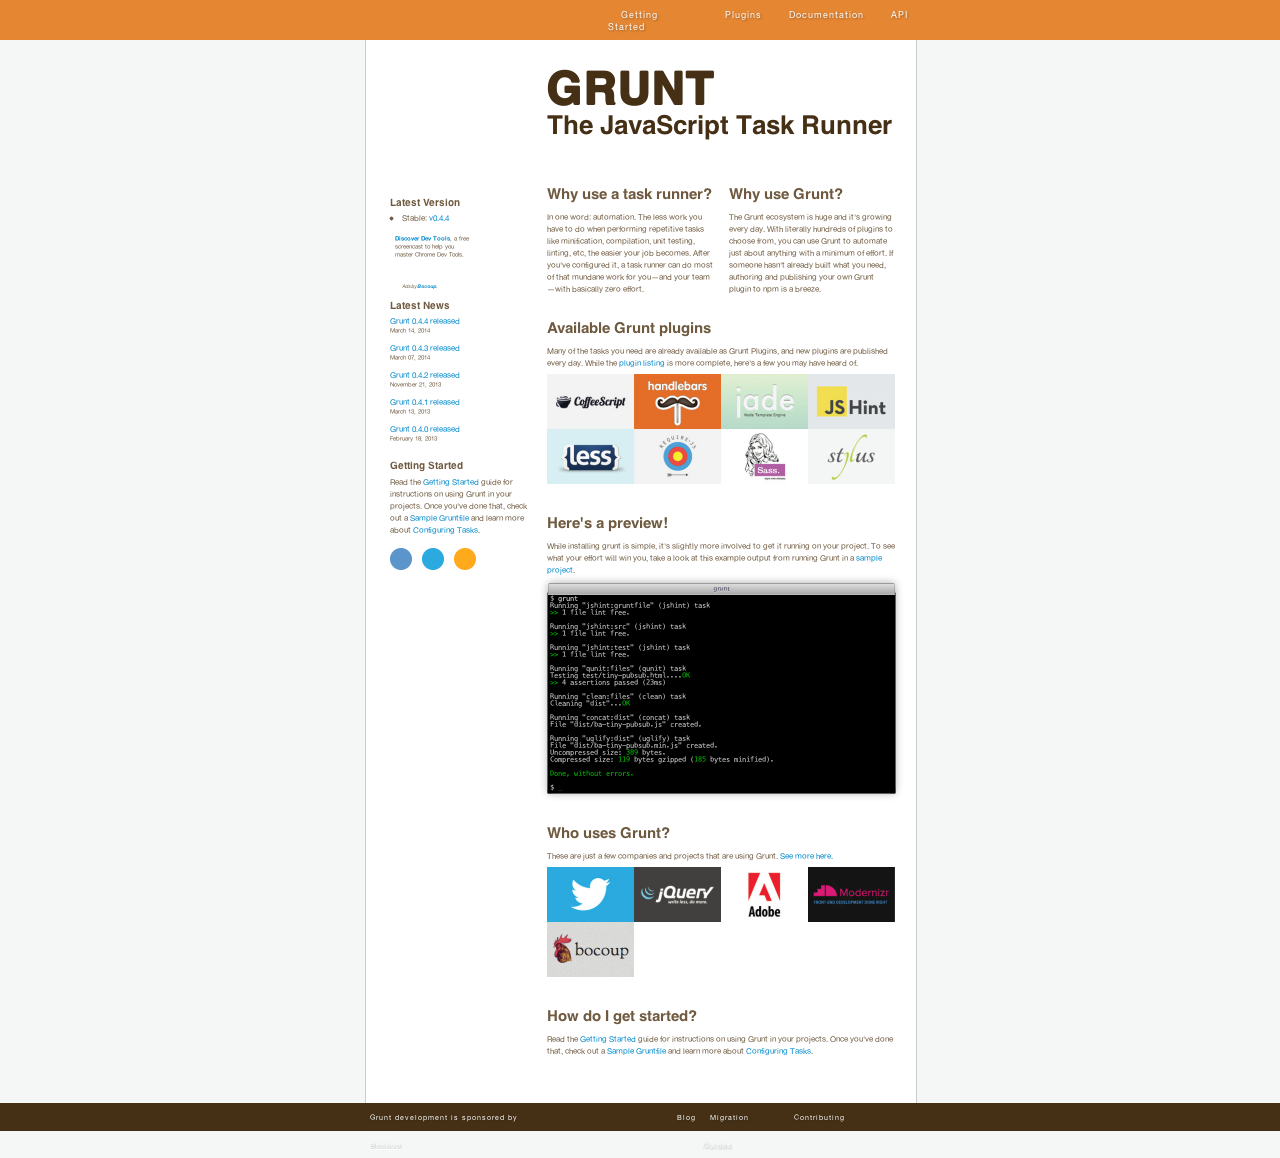 Getting Started
Plugins
Documentation
API
GRUNT
The JavaScript Task Runner
Latest Version
Stable: v0.4.4
Discover Dev Tools, a free
screencast to help you
master Chrome Dev Tools.
Ads by Bocoup.
Latest News
Grunt 0.4.4 released
March 14, 2014
Grunt 0.4.3 released
March 07, 2014
Grunt 0.4.2 released
November 21, 2013
Grunt 0.4.1 released
March 13, 2013
Grunt 0.4.0 released
February 18, 2013
Getting Started
Read the Getting Started guide for
instructions on using Grunt in your
projects. Once you've done that, check
out a Sample Gruntfile and learn more
about Configuring Tasks.
Why use a task runner?
In one word: automation. The less work you
have to do when performing repetitive tasks
like minification, compilation, unit testing,
linting, etc, the easier your job becomes. After
you've configured it, a task runner can do most
of that mundane work for you—and your team
—with basically zero effort.
Why use Grunt?
The Grunt ecosystem is huge and it's growing
every day. With literally hundreds of plugins to
choose from, you can use Grunt to automate
just about anything with a minimum of effort. If
someone hasn't already built what you need,
authoring and publishing your own Grunt
plugin to npm is a breeze.
Available Grunt plugins
Many of the tasks you need are already available as Grunt Plugins, and new plugins are published
every day. While the plugin listing is more complete, here's a few you may have heard of.
CoffeeScript
handlebars
jade
Node Template Engine
JS Hint
{less}
REQUIRE·JS
Sass.
stylus
Here's a preview!
While installing grunt is simple, it's slightly more involved to get it running on your project. To see
what your effort will win you, take a look at this example output from running Grunt in a sample
project.
grunt
$ grunt
Running "jshint:gruntfile" (jshint) task
>> 1 file lint free.
Running "jshint:src" (jshint) task
>> 1 file lint free.
Running "jshint:test" (jshint) task
>> 1 file lint free.
Running "qunit:files" (qunit) task
Testing test/tiny-pubsub.html....OK
>> 4 assertions passed (23ms)
Running "clean:files" (clean) task
Cleaning "dist"...OK
Running "concat:dist" (concat) task
File "dist/ba-tiny-pubsub.js" created.
Running "uglify:dist" (uglify) task
File "dist/ba-tiny-pubsub.min.js" created.
Uncompressed size: 389 bytes.
Compressed size: 119 bytes gzipped (185 bytes minified).
Done, without errors.
$
Who uses Grunt?
These are just a few companies and projects that are using Grunt. See more here.
jQuery
write less, do more.
Adobe
Modernizr
FRONT-END DEVELOPMENT DONE RIGHT
bocoup
How do I get started?
Read the Getting Started guide for instructions on using Grunt in your projects. Once you've done
that, check out a Sample Gruntfile and learn more about Configuring Tasks.
Grunt development is sponsored by
Blog
Migration
Contributing
Bocoup
Guides